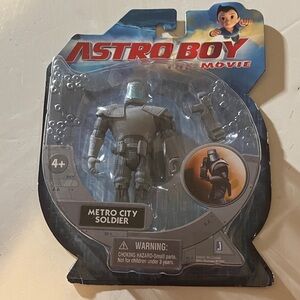 ASTRO BOY
THE MOVIE
4+
METRO CITY
SOLDIER
WARNING:
CHOKING HAZARD-Small parts.
Not for children under 3 years.